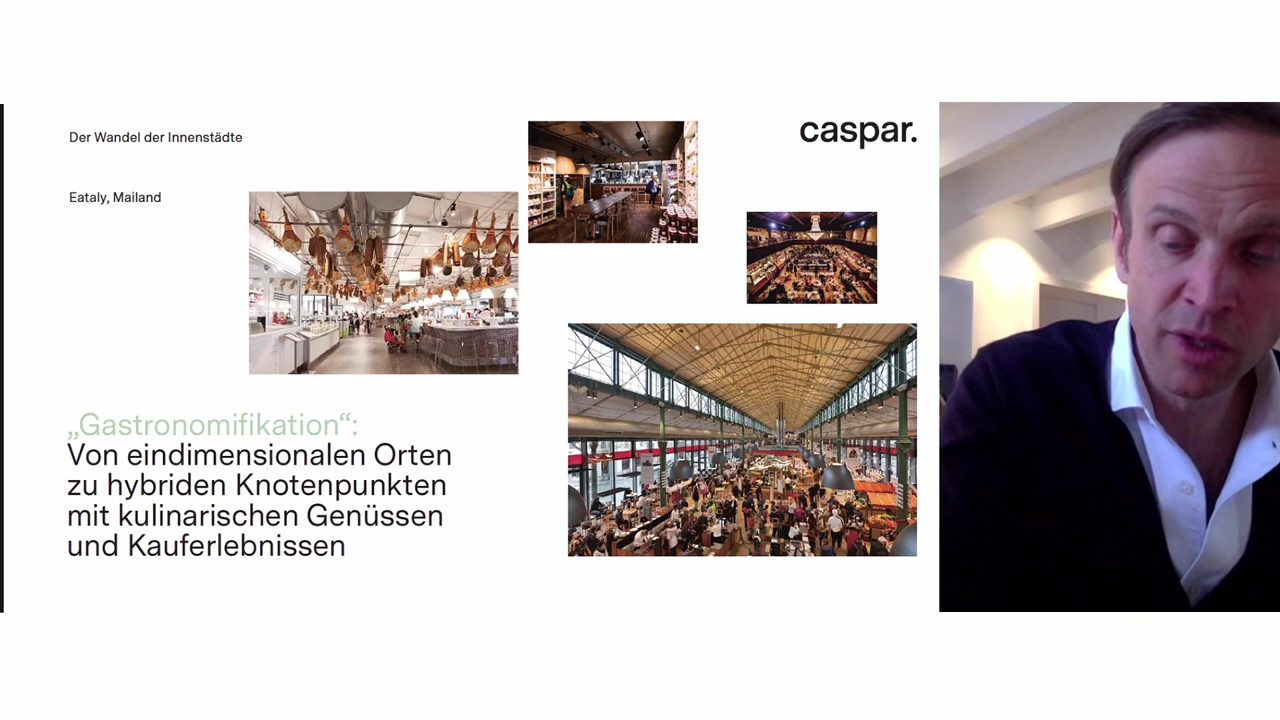 Der Wandel der Innenstädte
caspar.
Eataly, Mailand
„Gastronomifikation“:
Von eindimensionalen Orten
zu hybriden Knotenpunkten
mit kulinarischen Genüssen
und Kauferlebnissen